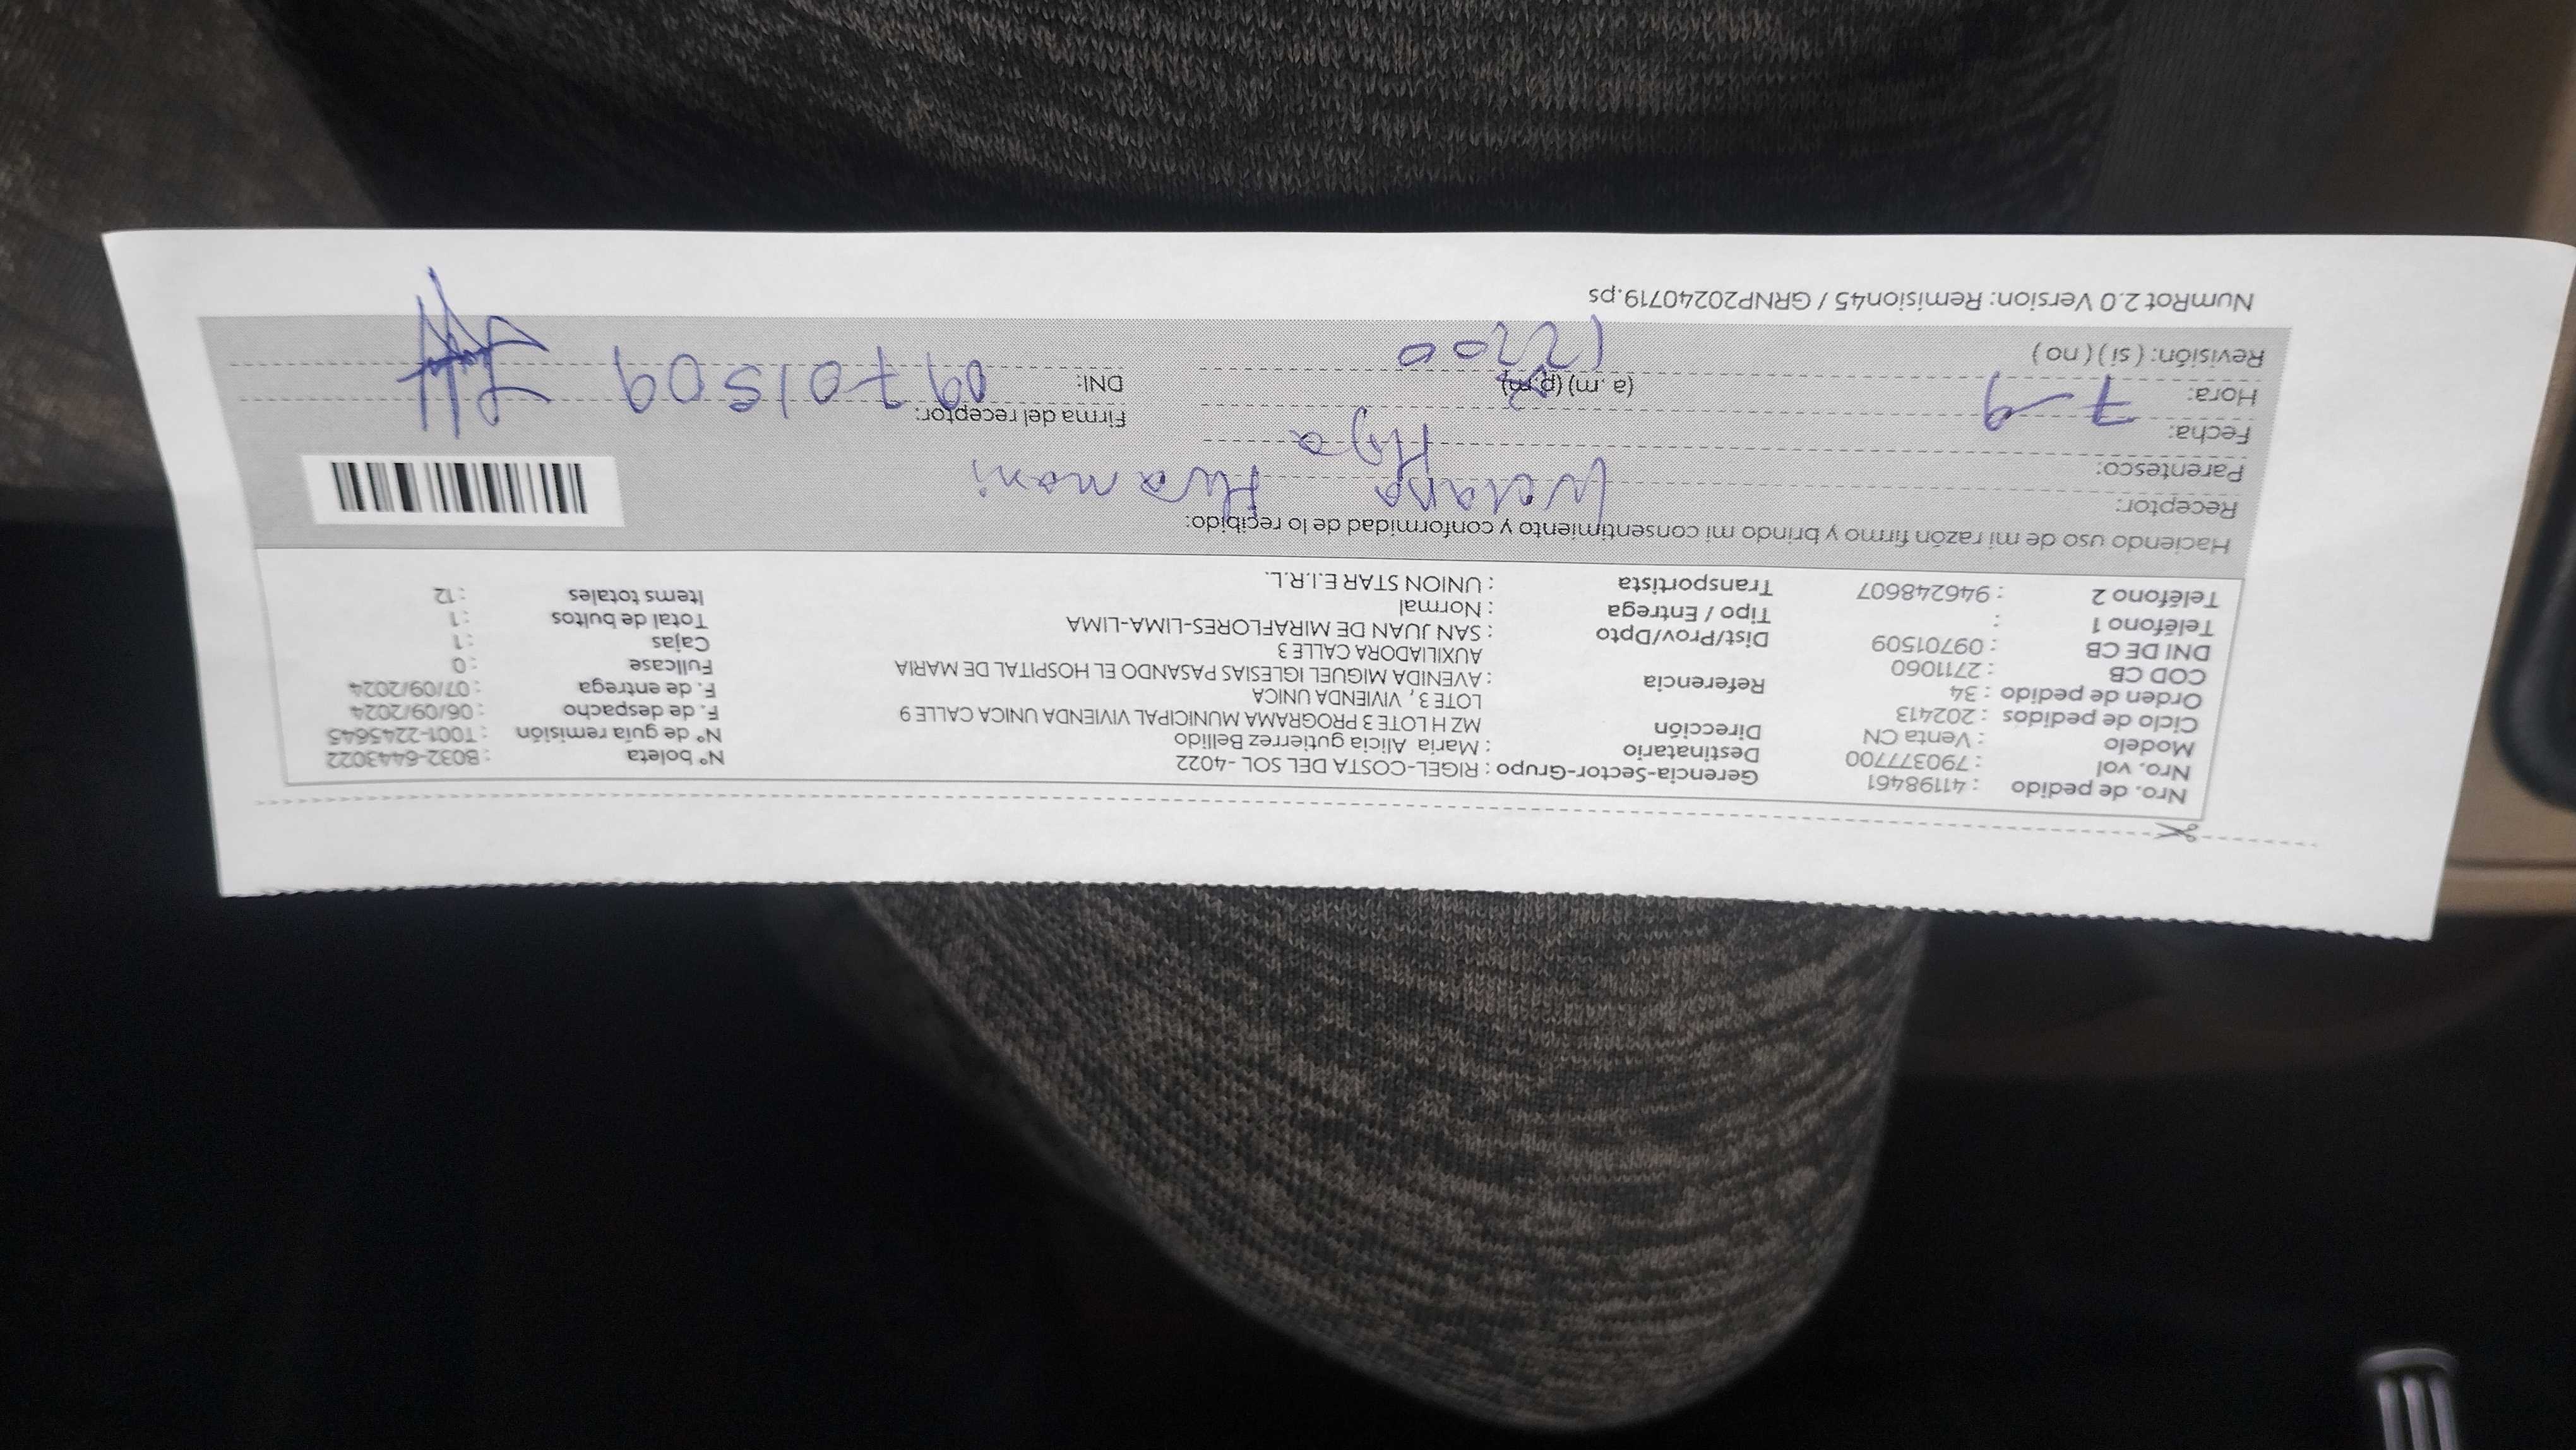 Nro. de pedido : 41198461 Gerencia-Sector-Grupo : RIGEL-COSTA DEL SOL -4022 N° boleta : B032-6443022
Nro. vol : 790377700 Destinatario : Maria Alicia gutierrez Bellido N° de guía remisión : T001-2245645
Modelo : Venta CN Dirección MZ H LOTE 3 PROGRAMA MUNICIPAL VIVIENDA UNICA CALLE 9 F. de despacho : 06/09/2024
Ciclo de pedidos : 202413 LOTE 3 , VIVIENDA UNICA F. de entrega : 07/09/2024
Orden de pedido : 34 Referencia : AVENIDA MIGUEL IGLESIAS PASANDO EL HOSPITAL DE MARIA Fullcase : 0
COD CB : 2711060 AUXILIADORA CALLE 3 Cajas : 1
DNI DE CB : 09701509 Dist/Prov/Dpto : SAN JUAN DE MIRAFLORES-LIMA-LIMA Total de bultos : 1
Teléfono 1 : Tipo / Entrega : Normal Items totales : 12
Teléfono 2 : 946248607 Transportista : UNION STAR E.I.R.L.
Haciendo uso de mi razón firmo y brindo mi consentimiento y conformidad de lo recibido:
Receptor: Huamani
Parentesco: Hija
Fecha: 7-9 Firma del receptor:
Hora: (a. m) (p.m) DNI: 09701509
Revisión: ( si ) ( no )
NumRot 2.0 Version: Remision45 / GRNP20240719.ps